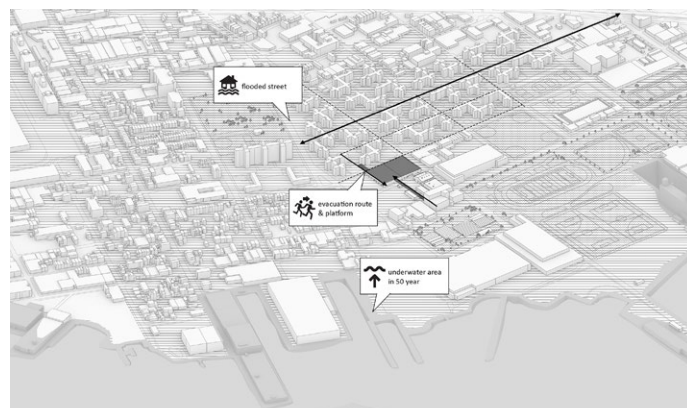 flooded street
evacuation route
& platform
underwater area
in 50 year